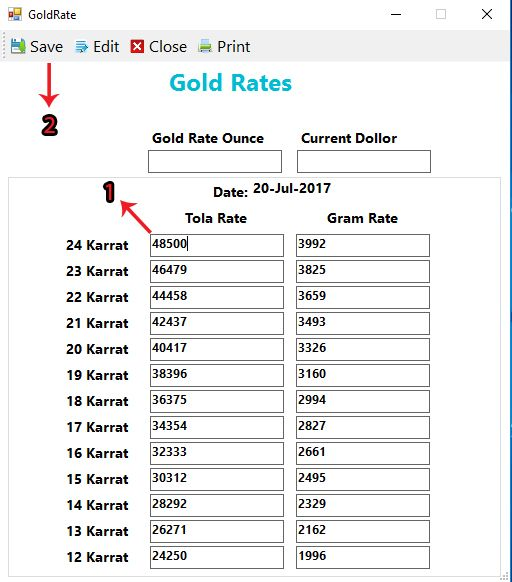 GoldRate
Save Edit Close Print
Gold Rates
2
Gold Rate Ounce Current Dollor
1
Date: 20-Jul-2017
Tola Rate Gram Rate
24 Karrat 48500 3992
23 Karrat 46479 3825
22 Karrat 44458 3659
21 Karrat 42437 3493
20 Karrat 40417 3326
19 Karrat 38396 3160
18 Karrat 36375 2994
17 Karrat 34354 2827
16 Karrat 32333 2661
15 Karrat 30312 2495
14 Karrat 28292 2329
13 Karrat 26271 2162
12 Karrat 24250 1996